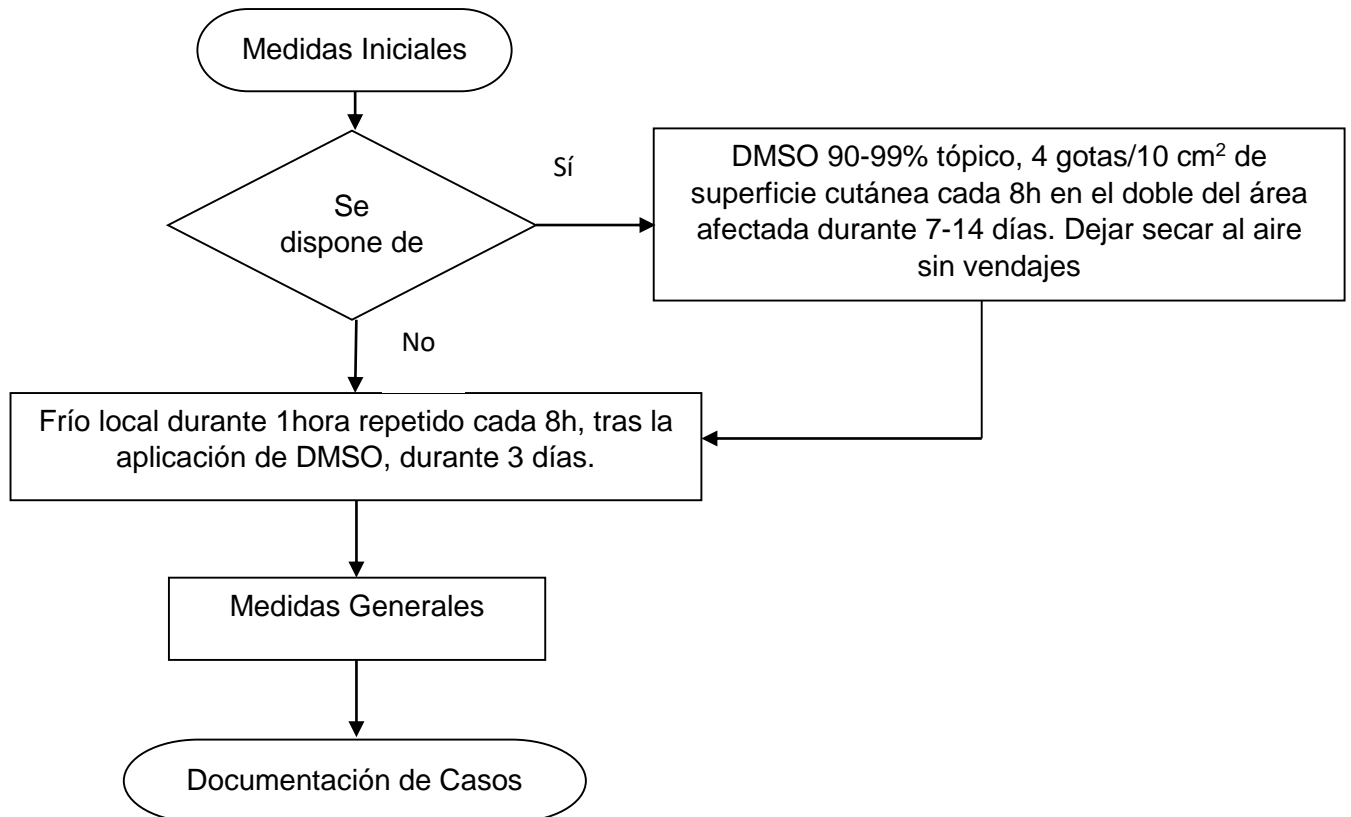 Medidas Iniciales
Se
dispone de
Sí
DMSO 90-99% tópico, 4 gotas/10 cm² de
superficie cutánea cada 8h en el doble del área
afectada durante 7-14 días. Dejar secar al aire
sin vendajes
No
Frío local durante 1hora repetido cada 8h, tras la
aplicación de DMSO, durante 3 días.
Medidas Generales
Documentación de Casos